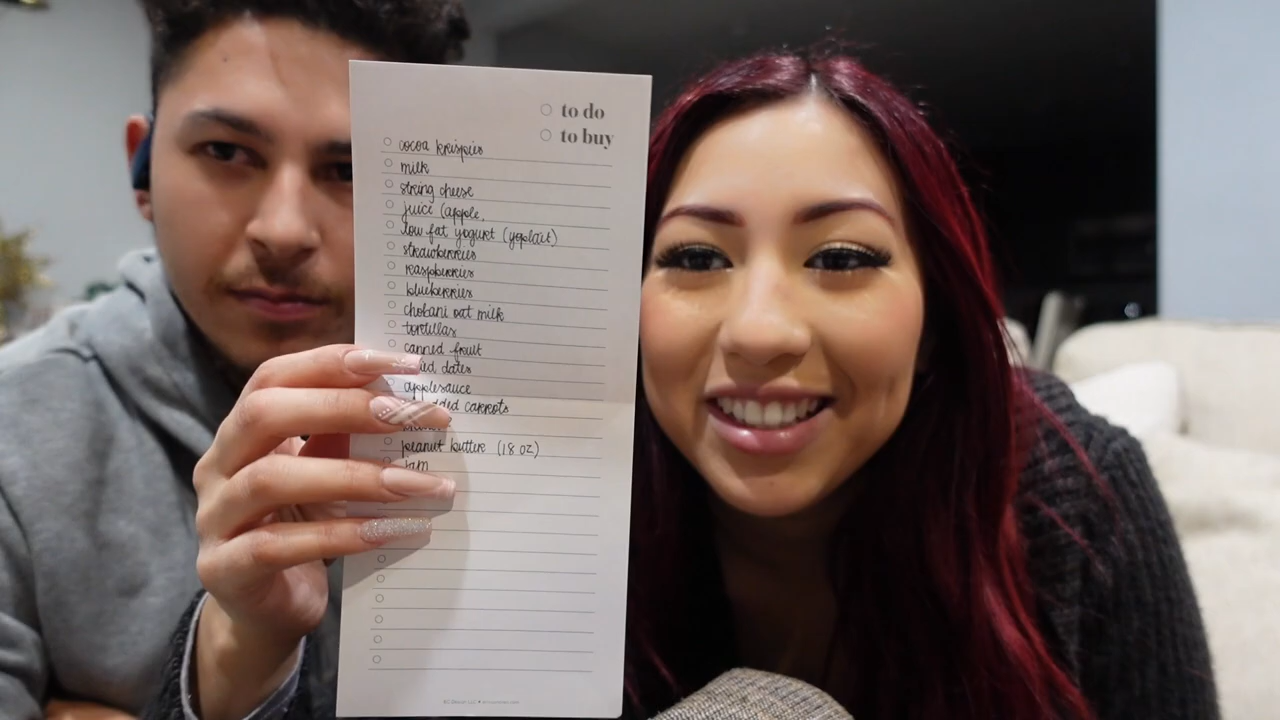 to do
to buy
cocoa krispies
milk
string cheese
juice (apple,
low fat yogurt (yoplait)
strawberries
raspberries
blueberries
chobani oat milk
tortillas
canned fruit
dates
applesauce
carrots
peanut butter (18 oz)
jam